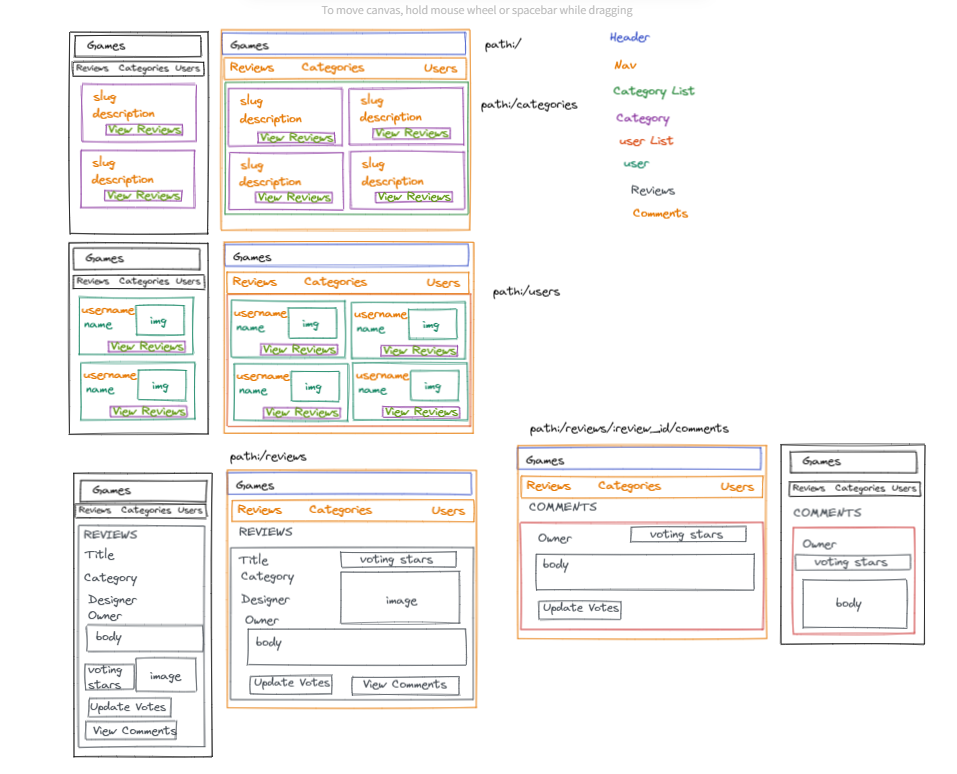 To move canvas, hold mouse wheel or spacebar while dragging
Games
Reviews Categories Users
slug
description
View Reviews
slug
description
View Reviews
Games
Reviews Categories Users
slug
description
View Reviews
slug
description
View Reviews
slug
description
View Reviews
slug
description
View Reviews
path:/
path:/categories
Header
Nav
Category List
Category
user List
user
Reviews
Comments
Games
Reviews Categories Users
username
name
img
View Reviews
username
name
img
View Reviews
Games
Reviews Categories Users
username
name
img
View Reviews
username
name
img
View Reviews
username
name
img
View Reviews
username
name
img
View Reviews
path:/users
Games
Reviews Categories Users
REVIEWS
Title
Category
Designer
Owner
body
voting
stars
image
Update Votes
View Comments
path:/reviews
Games
Reviews Categories Users
REVIEWS
Title
voting stars
Category
Designer
image
Owner
body
Update Votes View Comments
path:/reviews/:review_id/comments
Games
Reviews Categories Users
COMMENTS
Owner
voting stars
body
Update Votes
Games
Reviews Categories Users
COMMENTS
Owner
voting stars
body